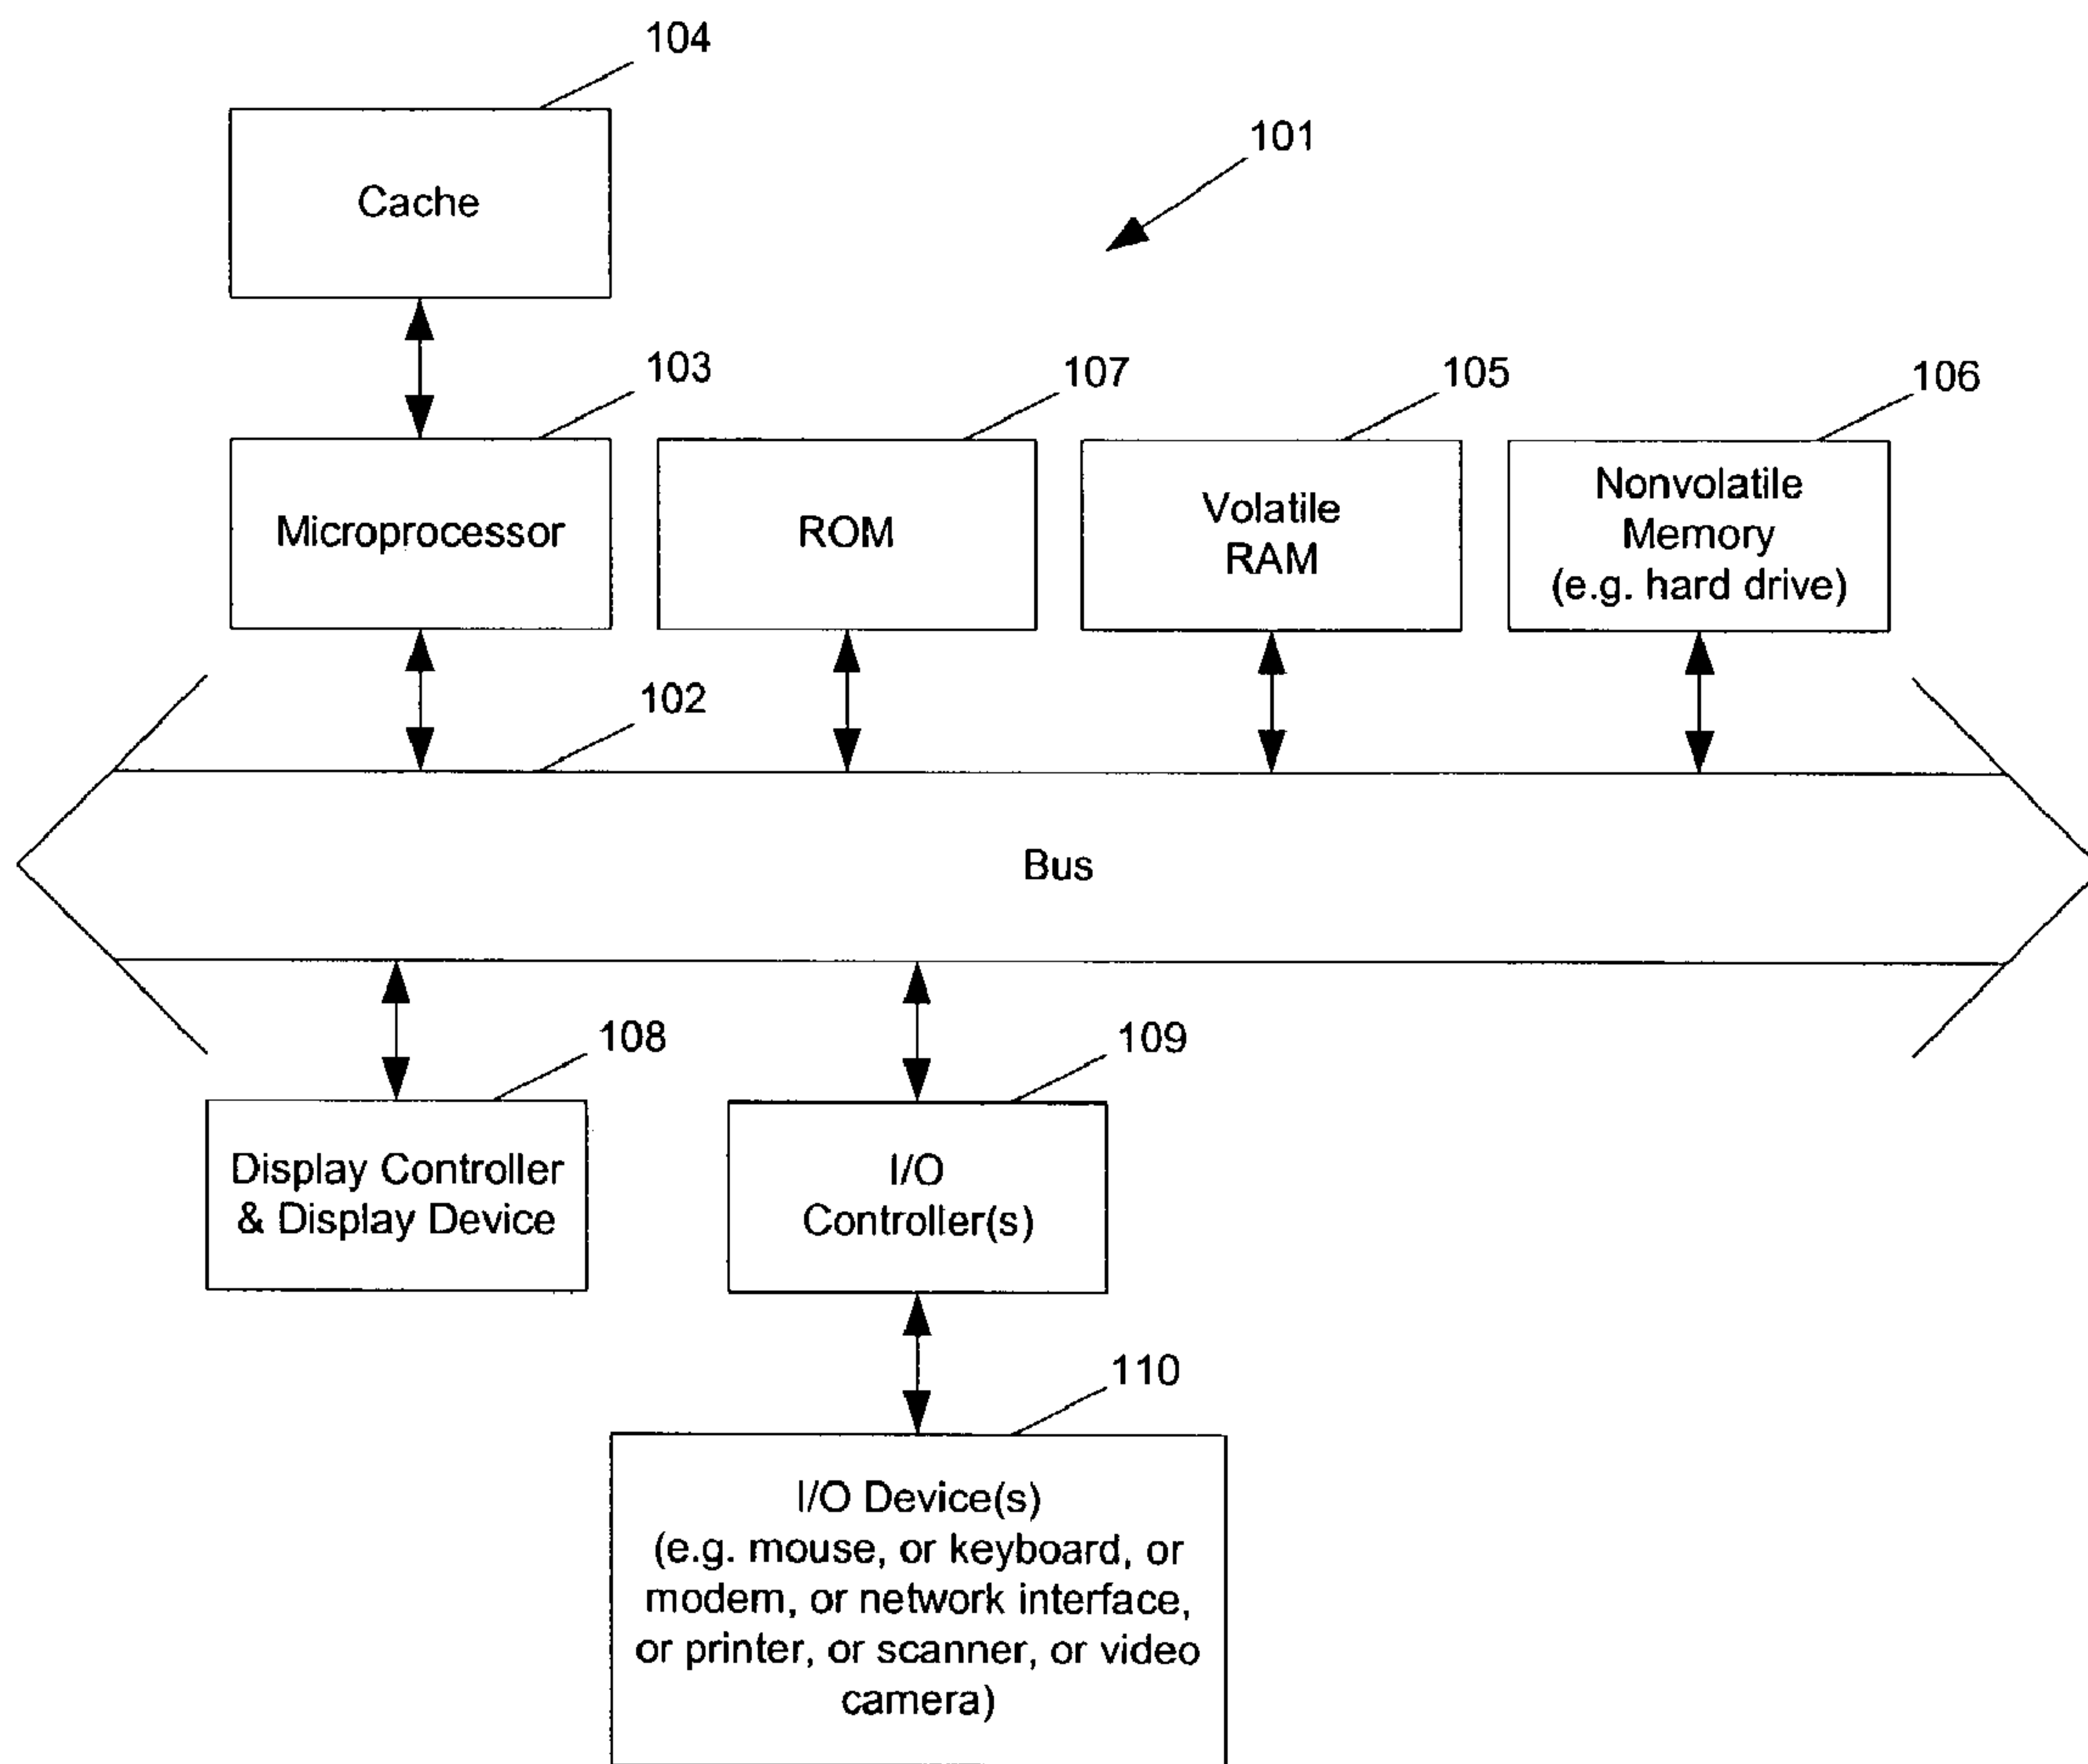 104
101
Cache
103
107
105
106
Microprocessor
ROM
Volatile
RAM
Nonvolatile
Memory
(e.g. hard drive)
102
Bus
108
109
Display Controller
& Display Device
I/O
Controller(s)
110
I/O Device(s)
(e.g. mouse, or keyboard, or
modem, or network interface,
or printer, or scanner, or video
camera)